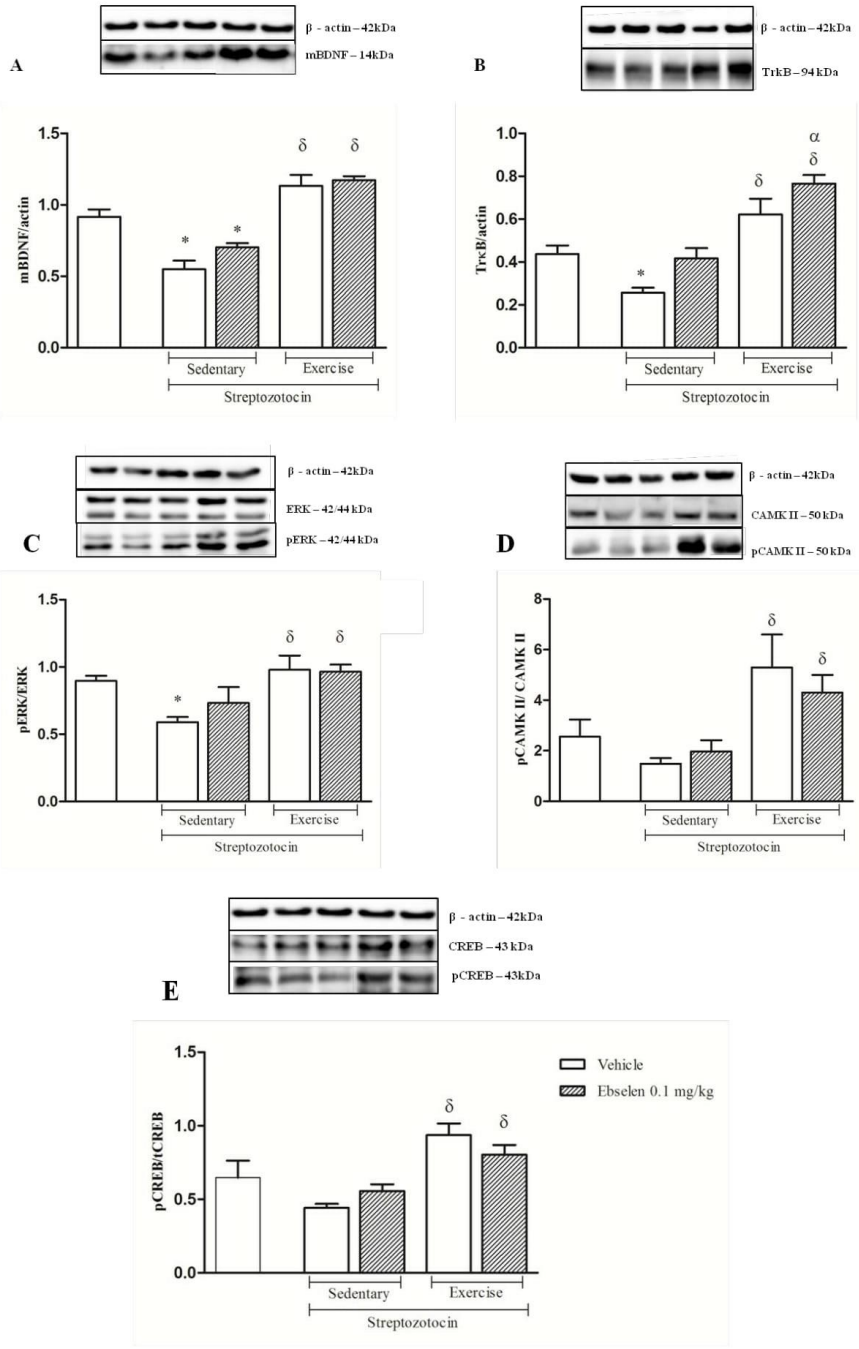 β - actin – 42kDa
mBDNF – 14kDa
A
1.5
1.0
0.5
0.0
mBDNF/actin
*
*
δ
δ
Sedentary
Exercise
Streptozotocin
β - actin – 42kDa
TrkB – 94 kDa
B
1.0
0.8
0.6
0.4
0.2
0.0
TrκB/actin
*
δ
α
δ
Sedentary
Exercise
Streptozotocin
β - actin – 42kDa
ERK – 42/44 kDa
pERK – 42/44 kDa
C
1.5
1.0
0.5
0.0
pERK/ERK
*
δ
δ
Sedentary
Exercise
Streptozotocin
β - actin – 42kDa
CAMK II – 50 kDa
pCAMK II – 50 kDa
D
8
6
4
2
0
pCAMK II/ CAMK II
δ
δ
Sedentary
Exercise
Streptozotocin
β - actin – 42kDa
CREB – 43 kDa
pCREB – 43kDa
E
1.5
1.0
0.5
0.0
pCREB/tCREB
δ
δ
Sedentary
Exercise
Streptozotocin
Vehicle
Ebselen 0.1 mg/kg